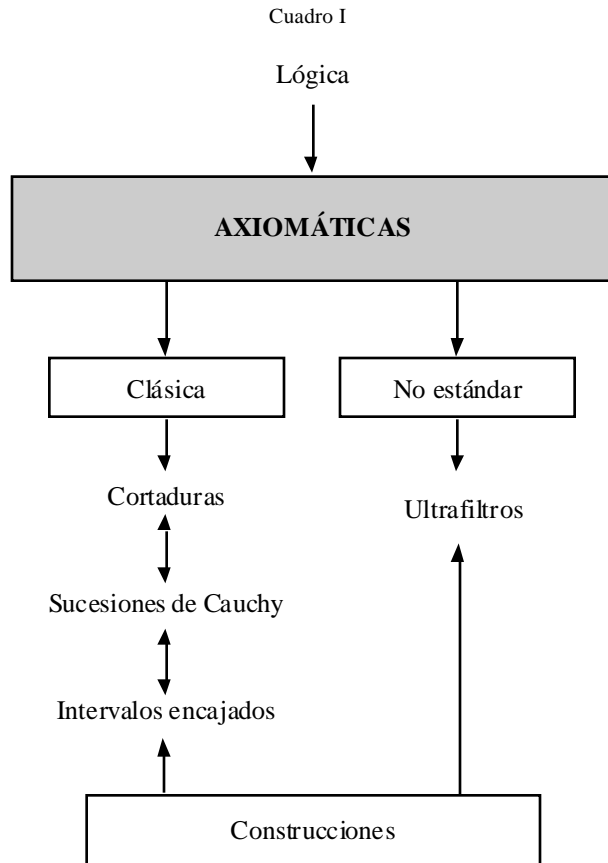 Cuadro I
Lógica
AXIOMÁTICAS
Clásica
No estándar
Cortaduras
Ultrafiltros
Sucesiones de Cauchy
Intervalos encajados
Construcciones